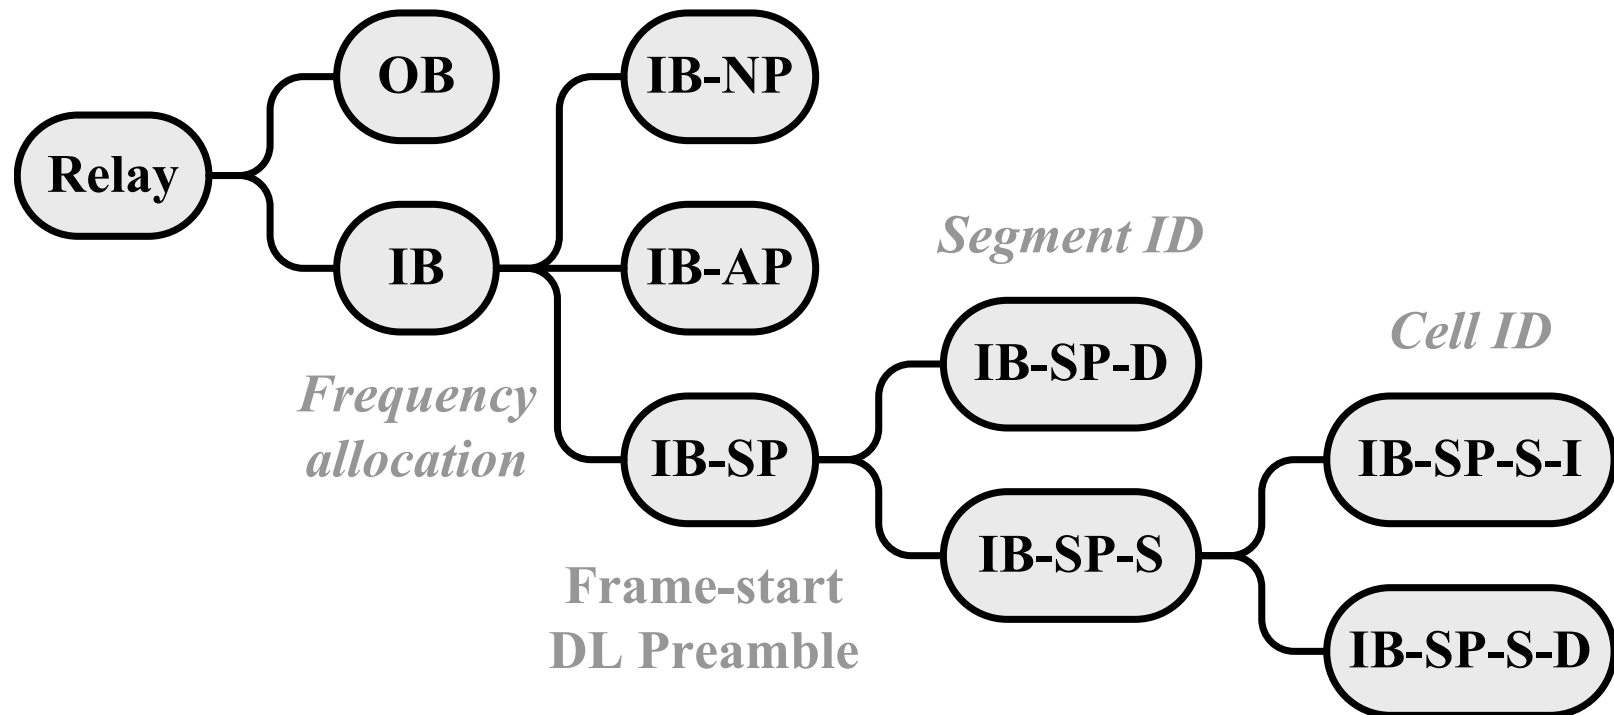 Relay
OB
IB
Frequency
allocation
IB-NP
IB-AP
IB-SP
Frame-start
DL Preamble
Segment ID
IB-SP-D
IB-SP-S
Cell ID
IB-SP-S-I
IB-SP-S-D